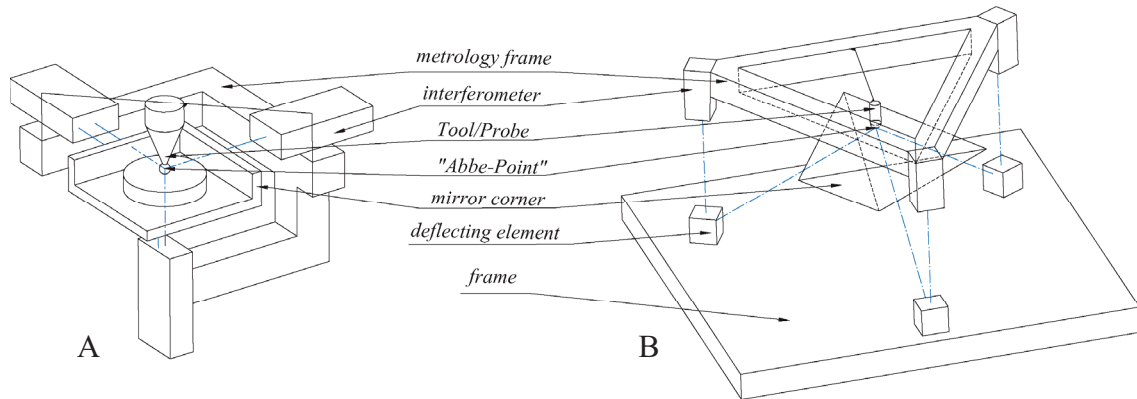 metrology frame
interferometer
Tool/Probe
"Abbe-Point"
mirror corner
deflecting element
frame
A
B